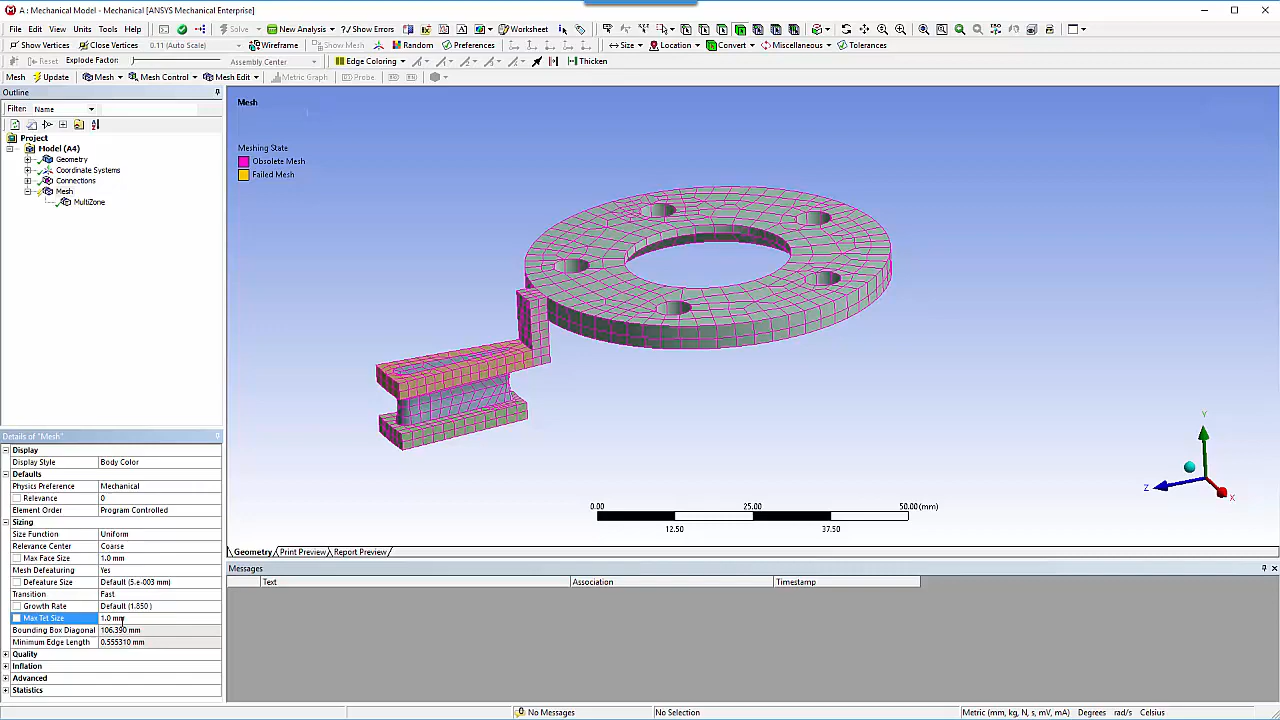 A : Mechanical Model - Mechanical [ANSYS Mechanical Enterprise]
File Edit View Units Tools Help Solve New Analysis Show Errors Worksheet
Show Vertices Close Vertices 0.11 (Auto Scale) Wireframe Show Mesh Random Preferences Size Location Convert Miscellaneous Tolerances
Reset Explode Factor: Assembly Center Edge Coloring Thicken
Mesh Update Mesh Mesh Control Mesh Edit Metric Graph Probe
Outline
Filter: Name
Project
Model (A4)
Geometry
Coordinate Systems
Connections
Mesh
MultiZone
Details of "Mesh"
Display
Display Style Body Color
Defaults
Physics Preference Mechanical
Relevance 0
Element Order Program Controlled
Sizing
Size Function Uniform
Relevance Center Coarse
Max Face Size 1.0 mm
Mesh Defeaturing Yes
Defeature Size Default (5.e-003 mm)
Transition Fast
Growth Rate Default (1.850 )
Max Tet Size 1.0 mm
Bounding Box Diagonal 106.390 mm
Minimum Edge Length 0.555310 mm
Quality
Inflation
Advanced
Statistics
Mesh
Meshing State
Obsolete Mesh
Failed Mesh
Y
Z
X
0.00 25.00 50.00 (mm)
12.50 37.50
Geometry Print Preview Report Preview
Messages
Text Association Timestamp
No Messages No Selection Metric (mm, kg, N, s, mV, mA) Degrees rad/s Celsius